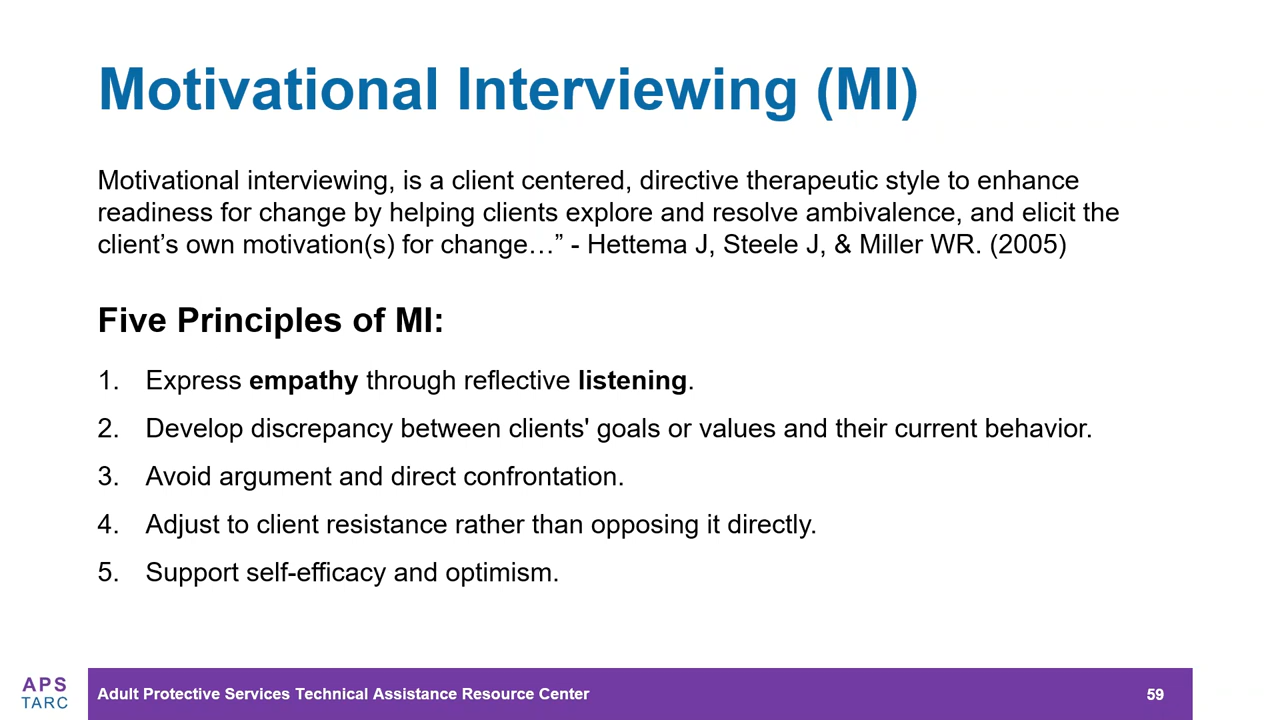 Motivational Interviewing (MI)
Motivational interviewing, is a client centered, directive therapeutic style to enhance
readiness for change by helping clients explore and resolve ambivalence, and elicit the
client’s own motivation(s) for change…” - Hettema J, Steele J, & Miller WR. (2005)
Five Principles of MI:
1. Express empathy through reflective listening.
2. Develop discrepancy between clients' goals or values and their current behavior.
3. Avoid argument and direct confrontation.
4. Adjust to client resistance rather than opposing it directly.
5. Support self-efficacy and optimism.
APS
TARC
Adult Protective Services Technical Assistance Resource Center
59